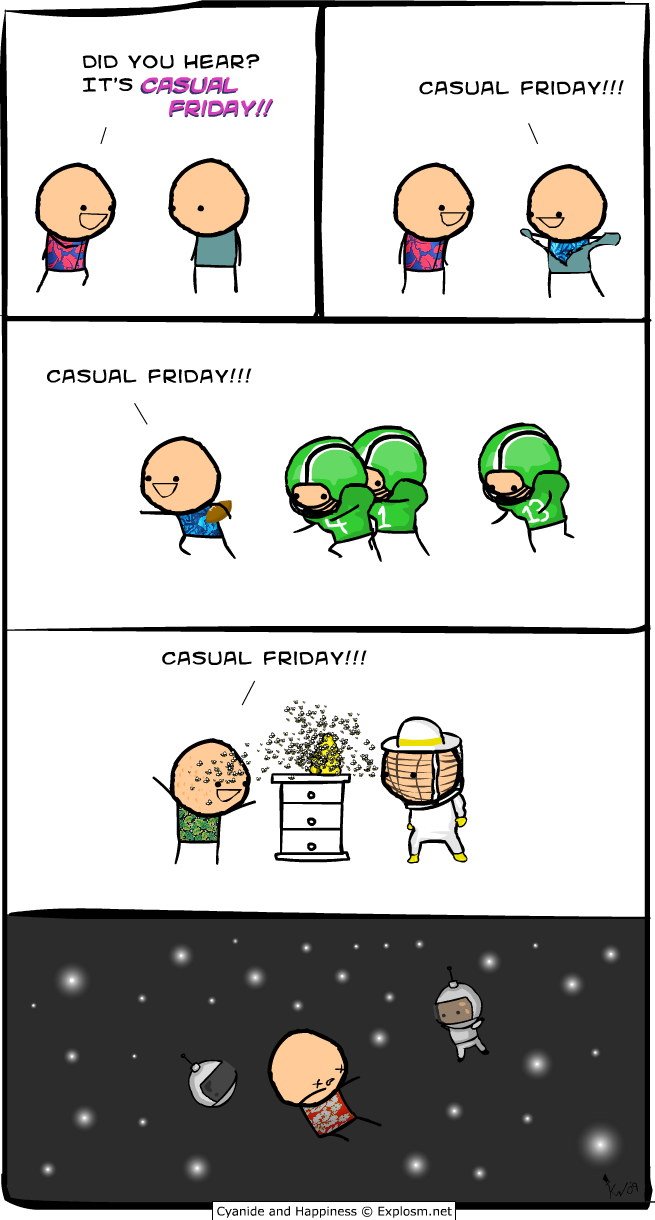 DID YOU HEAR?
IT'S CASUAL
FRIDAY!!
CASUAL FRIDAY!!!
CASUAL FRIDAY!!!
4
1
13
CASUAL FRIDAY!!!
Cyanide and Happiness © Explosm.net